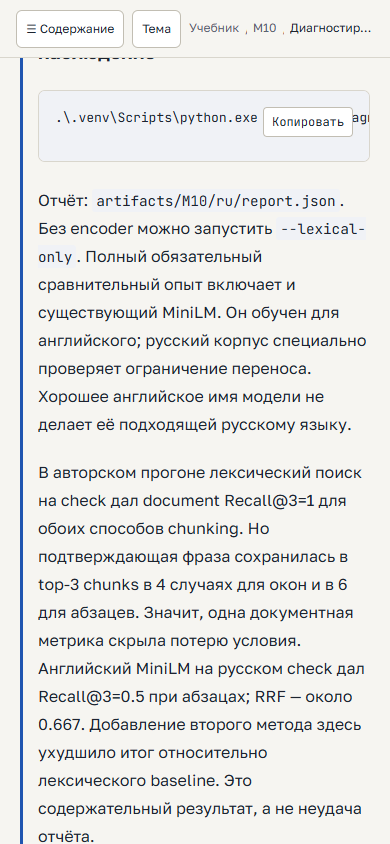 ☰ Содержание Тема Учебник , М10 , Диагностир…
.\.venv\Scripts\python.exe Копировать
Отчёт: artifacts/M10/ru/report.json .
Без encoder можно запустить --lexical-
only . Полный обязательный
сравнительный опыт включает и
существующий MiniLM. Он обучен для
английского; русский корпус специально
проверяет ограничение переноса.
Хорошее английское имя модели не
делает её подходящей русскому языку.
В авторском прогоне лексический поиск
на check дал document Recall@3=1 для
обоих способов chunking. Но
подтверждающая фраза сохранилась в
top-3 chunks в 4 случаях для окон и в 6
для абзацев. Значит, одна документная
метрика скрыла потерю условия.
Английский MiniLM на русском check дал
Recall@3=0.5 при абзацах; RRF — около
0.667. Добавление второго метода здесь
ухудшило итог относительно
лексического baseline. Это
содержательный результат, а не неудача
отчёта.